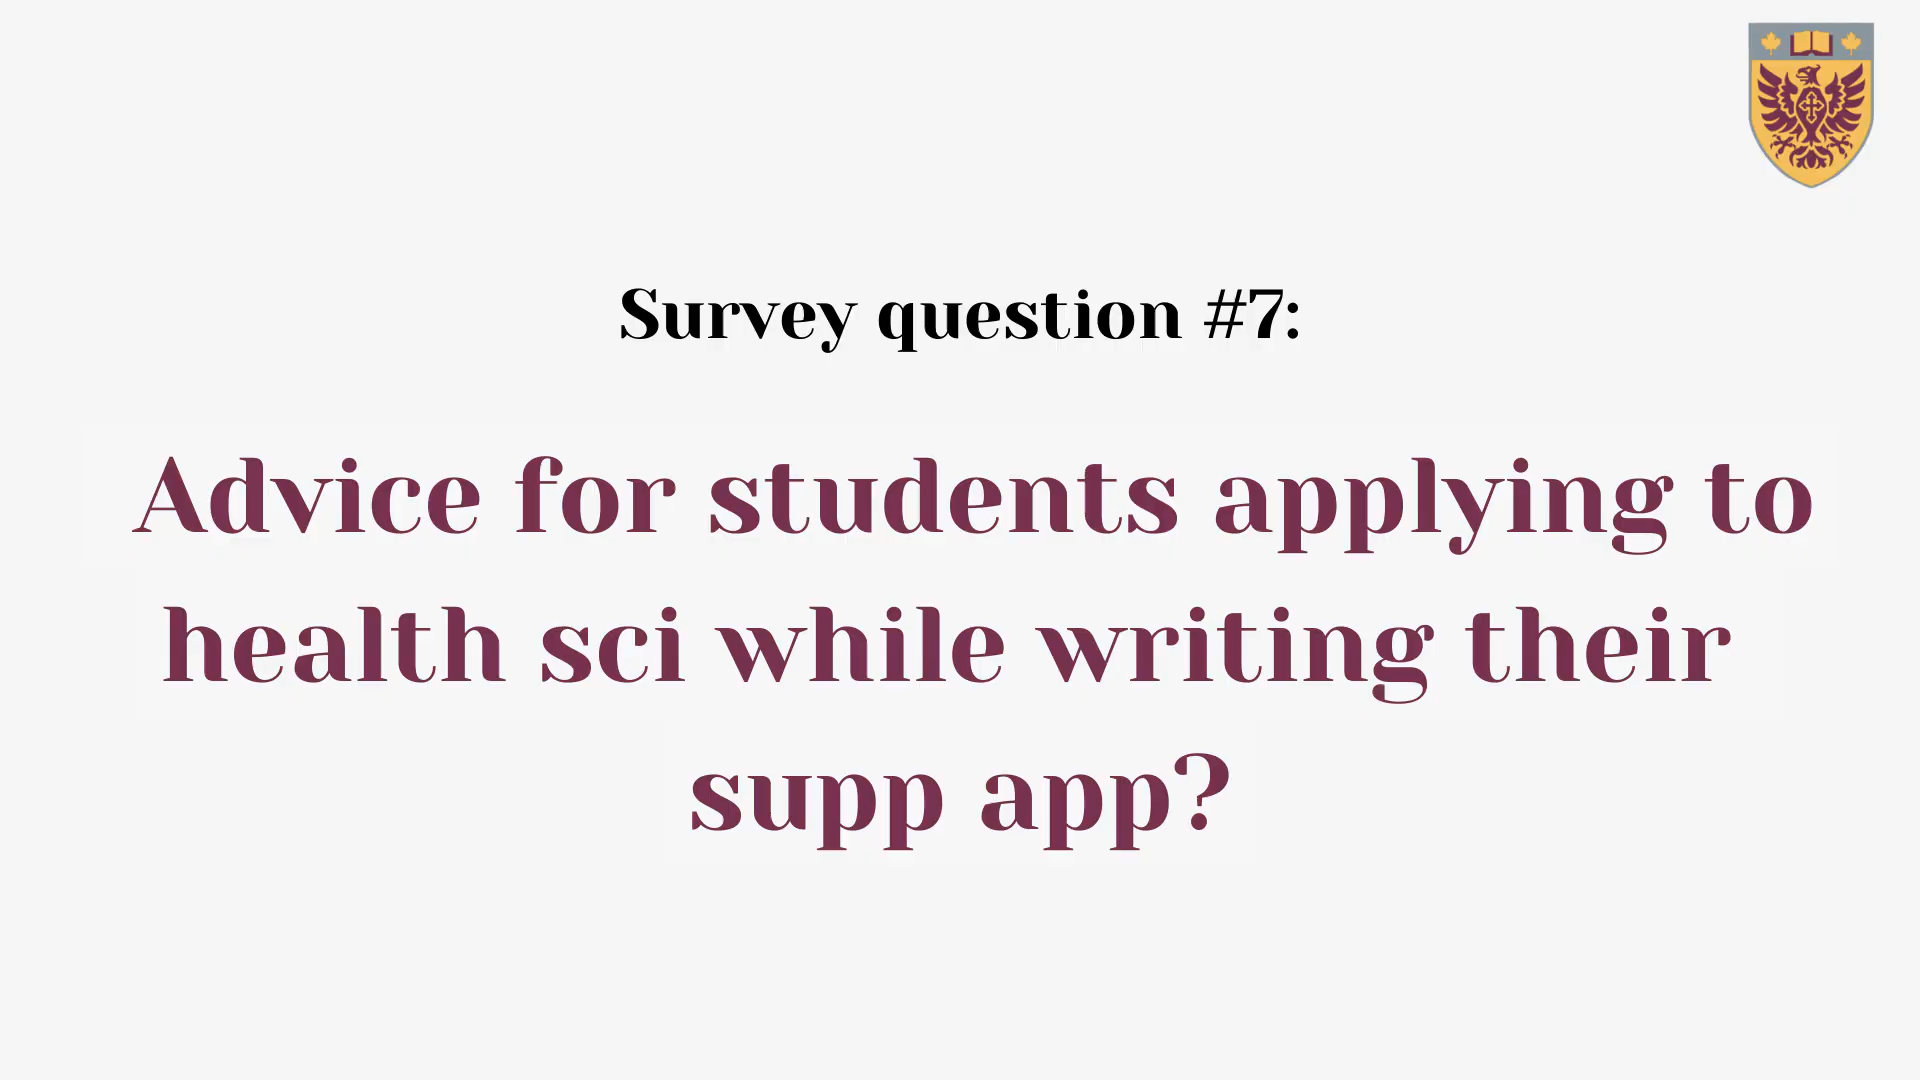 Survey question #7:
Advice for students applying to
health sci while writing their
supp app?